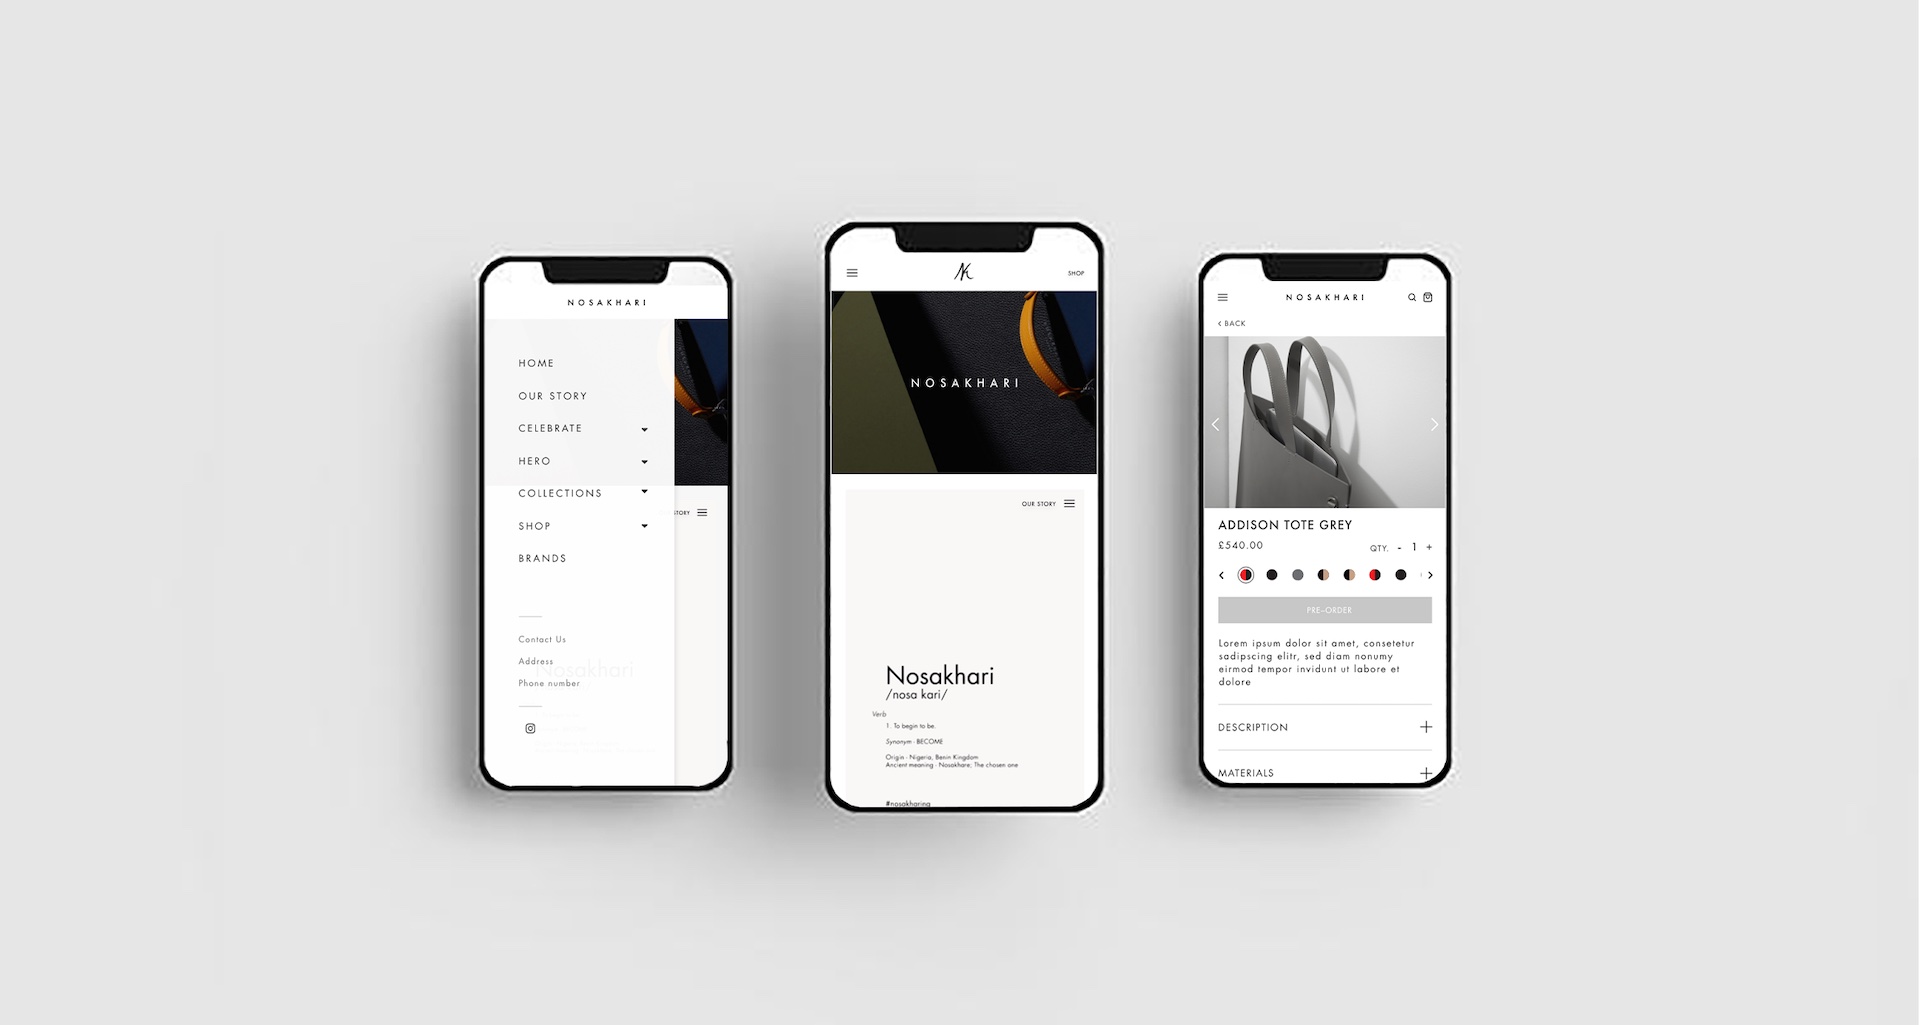 NOSAKHARI
HOME
OUR STORY
CELEBRATE
HERO
COLLECTIONS
SHOP
BRANDS
STORY
Contact Us
Address
Nosakhari
Phone number
NK
SHOP
NOSAKHARI
OUR STORY
Nosakhari
/nosa kari/
Verb
1. To begin to be.
Synonym - BECOME
Origin - Nigeria, Benin Kingdom
Ancient meaning - Nosakhare; The chosen one
#nosakharing
NOSAKHARI
BACK
ADDISON TOTE GREY
£540.00
QTY. - 1 +
PRE-ORDER
Lorem ipsum dolor sit amet, consetetur
sadipscing elitr, sed diam nonumy
eirmod tempor invidunt ut labore et
dolore
DESCRIPTION
MATERIALS